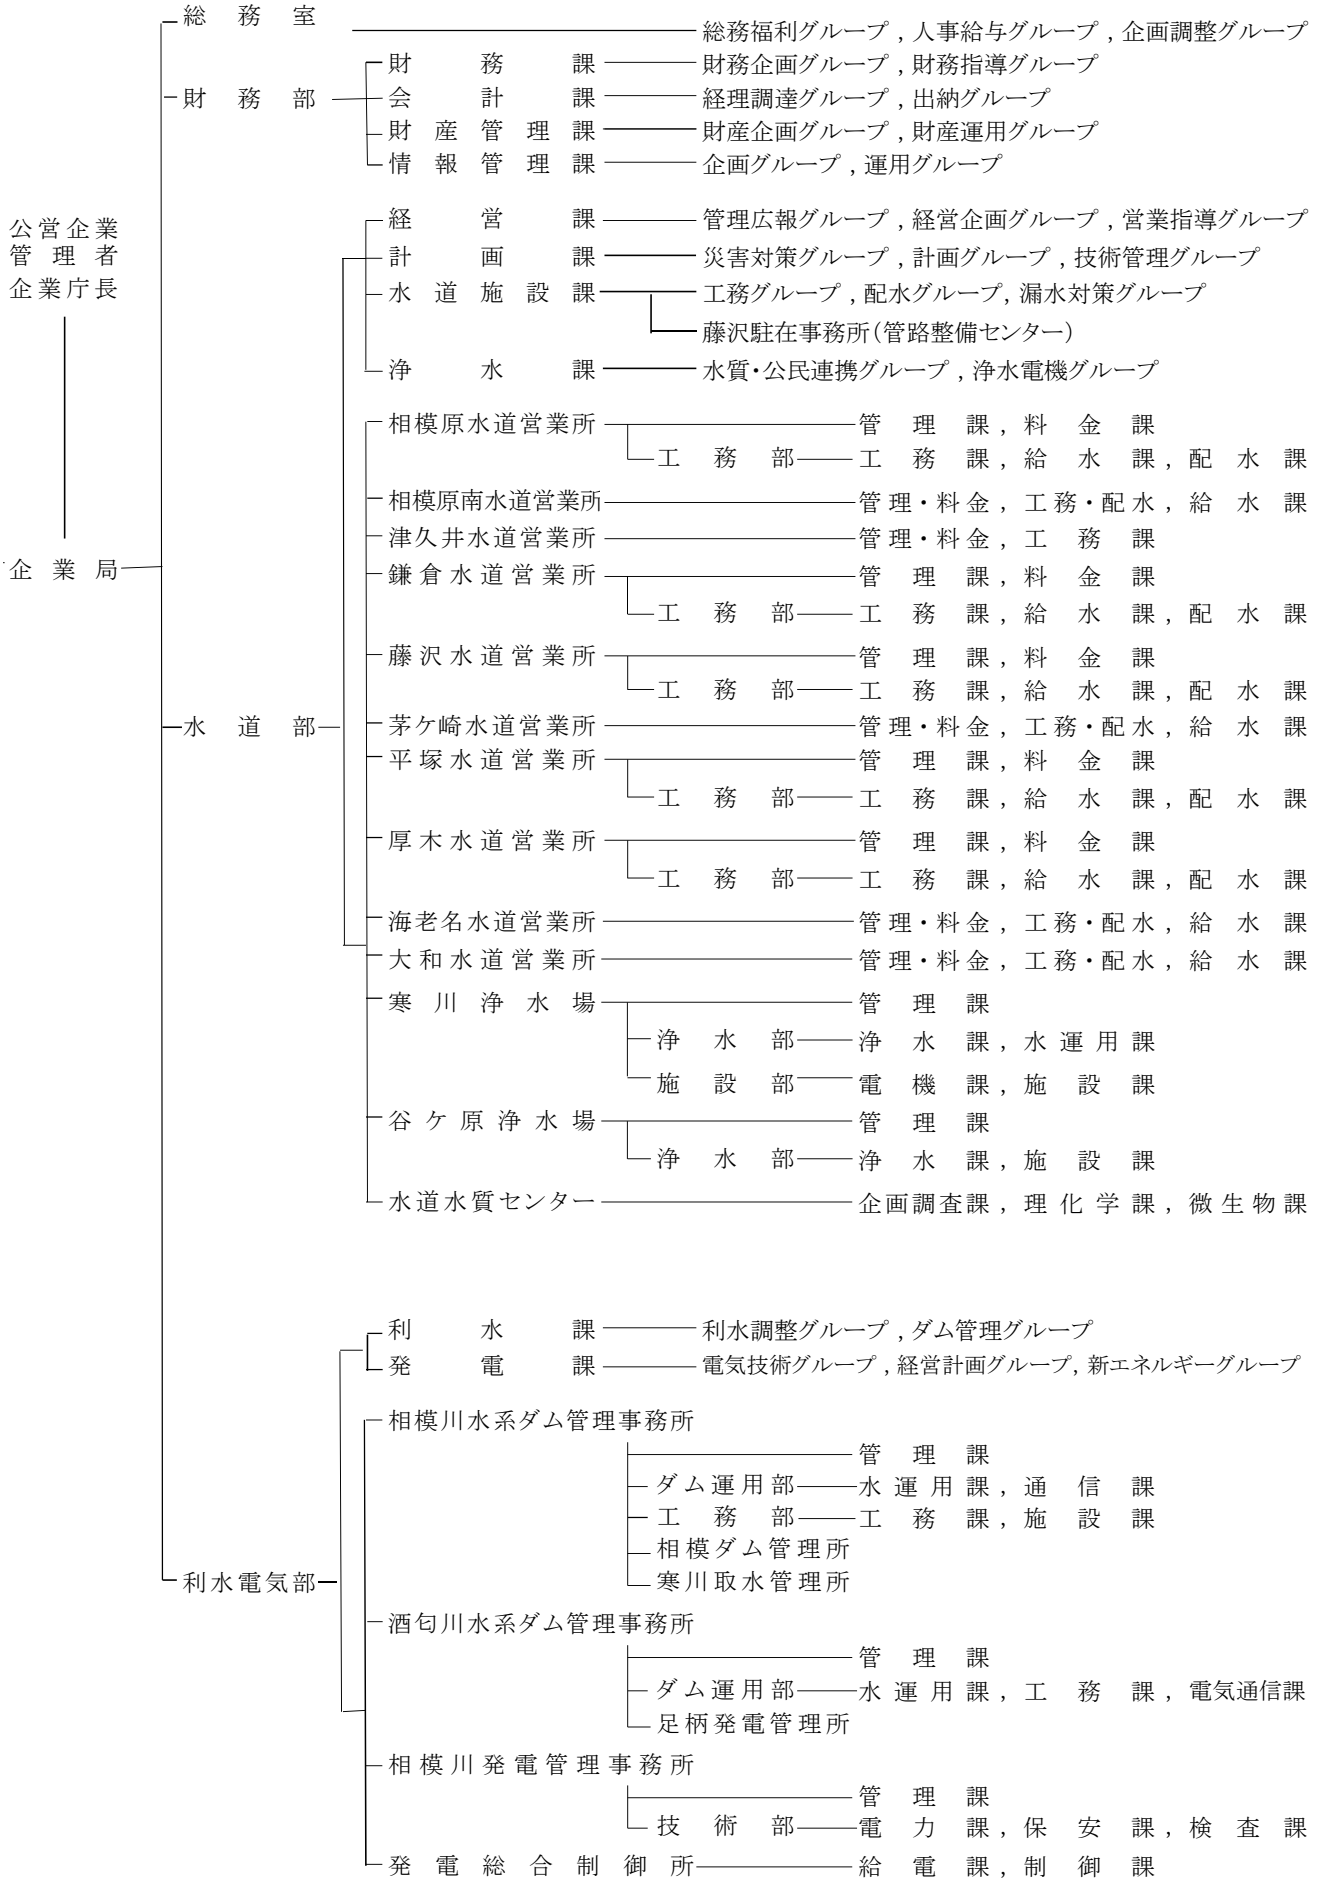 総務室
総務福利グループ , 人事給与グループ , 企画調整グループ
財務課 財務企画グループ , 財務指導グループ
財務部 会計課 経理調達グループ , 出納グループ
財産管理課 財産企画グループ , 財産運用グループ
情報管理課 企画グループ , 運用グループ
公営企業
管理者
企業庁長
経営課 管理広報グループ , 経営企画グループ , 営業指導グループ
計画課 災害対策グループ , 計画グループ , 技術管理グループ
水道施設課 工務グループ , 配水グループ, 漏水対策グループ
藤沢駐在事務所(管路整備センター)
浄水課 水質・公民連携グループ , 浄水電機グループ
相模原水道営業所 管理課 , 料金課
工務部 工務課 , 給水課 , 配水課
相模原南水道営業所 管理・料金 , 工務・配水 , 給水課
津久井水道営業所 管理・料金 , 工務課
企業局
鎌倉水道営業所 管理課 , 料金課
工務部 工務課 , 給水課 , 配水課
藤沢水道営業所 管理課 , 料金課
工務部 工務課 , 給水課 , 配水課
水道部 茅ケ崎水道営業所 管理・料金 , 工務・配水 , 給水課
平塚水道営業所 管理課 , 料金課
工務部 工務課 , 給水課 , 配水課
厚木水道営業所 管理課 , 料金課
工務部 工務課 , 給水課 , 配水課
海老名水道営業所 管理・料金 , 工務・配水 , 給水課
大和水道営業所 管理・料金 , 工務・配水 , 給水課
寒川浄水場 管理課
浄水部 浄水課 , 水運用課
施設部 電機課 , 施設課
谷ケ原浄水場 管理課
浄水部 浄水課 , 施設課
水道水質センター 企画調査課 , 理化学課 , 微生物課
利水課 利水調整グループ , ダム管理グループ
発電課 電気技術グループ , 経営計画グループ, 新エネルギーグループ
相模川水系ダム管理事務所
管理課
ダム運用部 水運用課 , 通信課
工務部 工務課 , 施設課
相模ダム管理所
利水電気部 寒川取水管理所
酒匂川水系ダム管理事務所
管理課
ダム運用部 水運用課 , 工務課 , 電気通信課
足柄発電管理所
相模川発電管理事務所
管理課
技術部 電力課 , 保安課 , 検査課
発電総合制御所 給電課 , 制御課